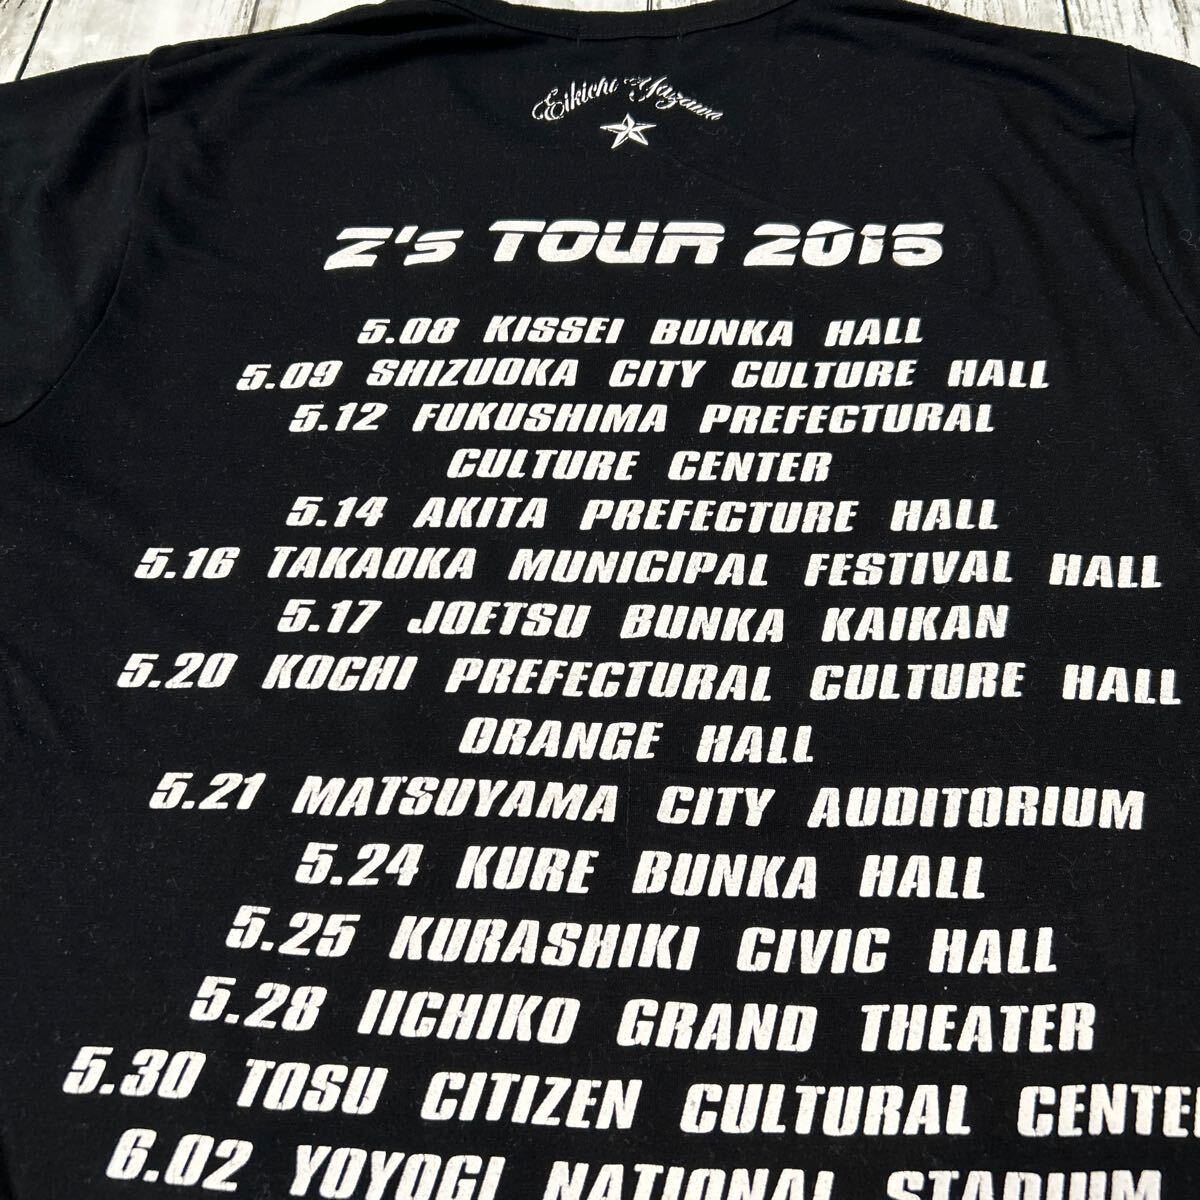 Eikichi Yazawa
Z's TOUR 2015
5.08 KISSEI BUNKA HALL
5.09 SHIZUOKA CITY CULTURE HALL
5.12 FUKUSHIMA PREFECTURAL
CULTURE CENTER
5.14 AKITA PREFECTURE HALL
5.16 TAKAOKA MUNICIPAL FESTIVAL HALL
5.17 JOETSU BUNKA KAIKAN
5.20 KOCHI PREFECTURAL CULTURE HALL
ORANGE HALL
5.21 MATSUYAMA CITY AUDITORIUM
5.24 KURE BUNKA HALL
5.25 KURASHIKI CIVIC HALL
5.28 IICHIKO GRAND THEATER
5.30 TOSU CITIZEN CULTURAL CENTE
6.02 YOYOGI NATIONAL STADIUM